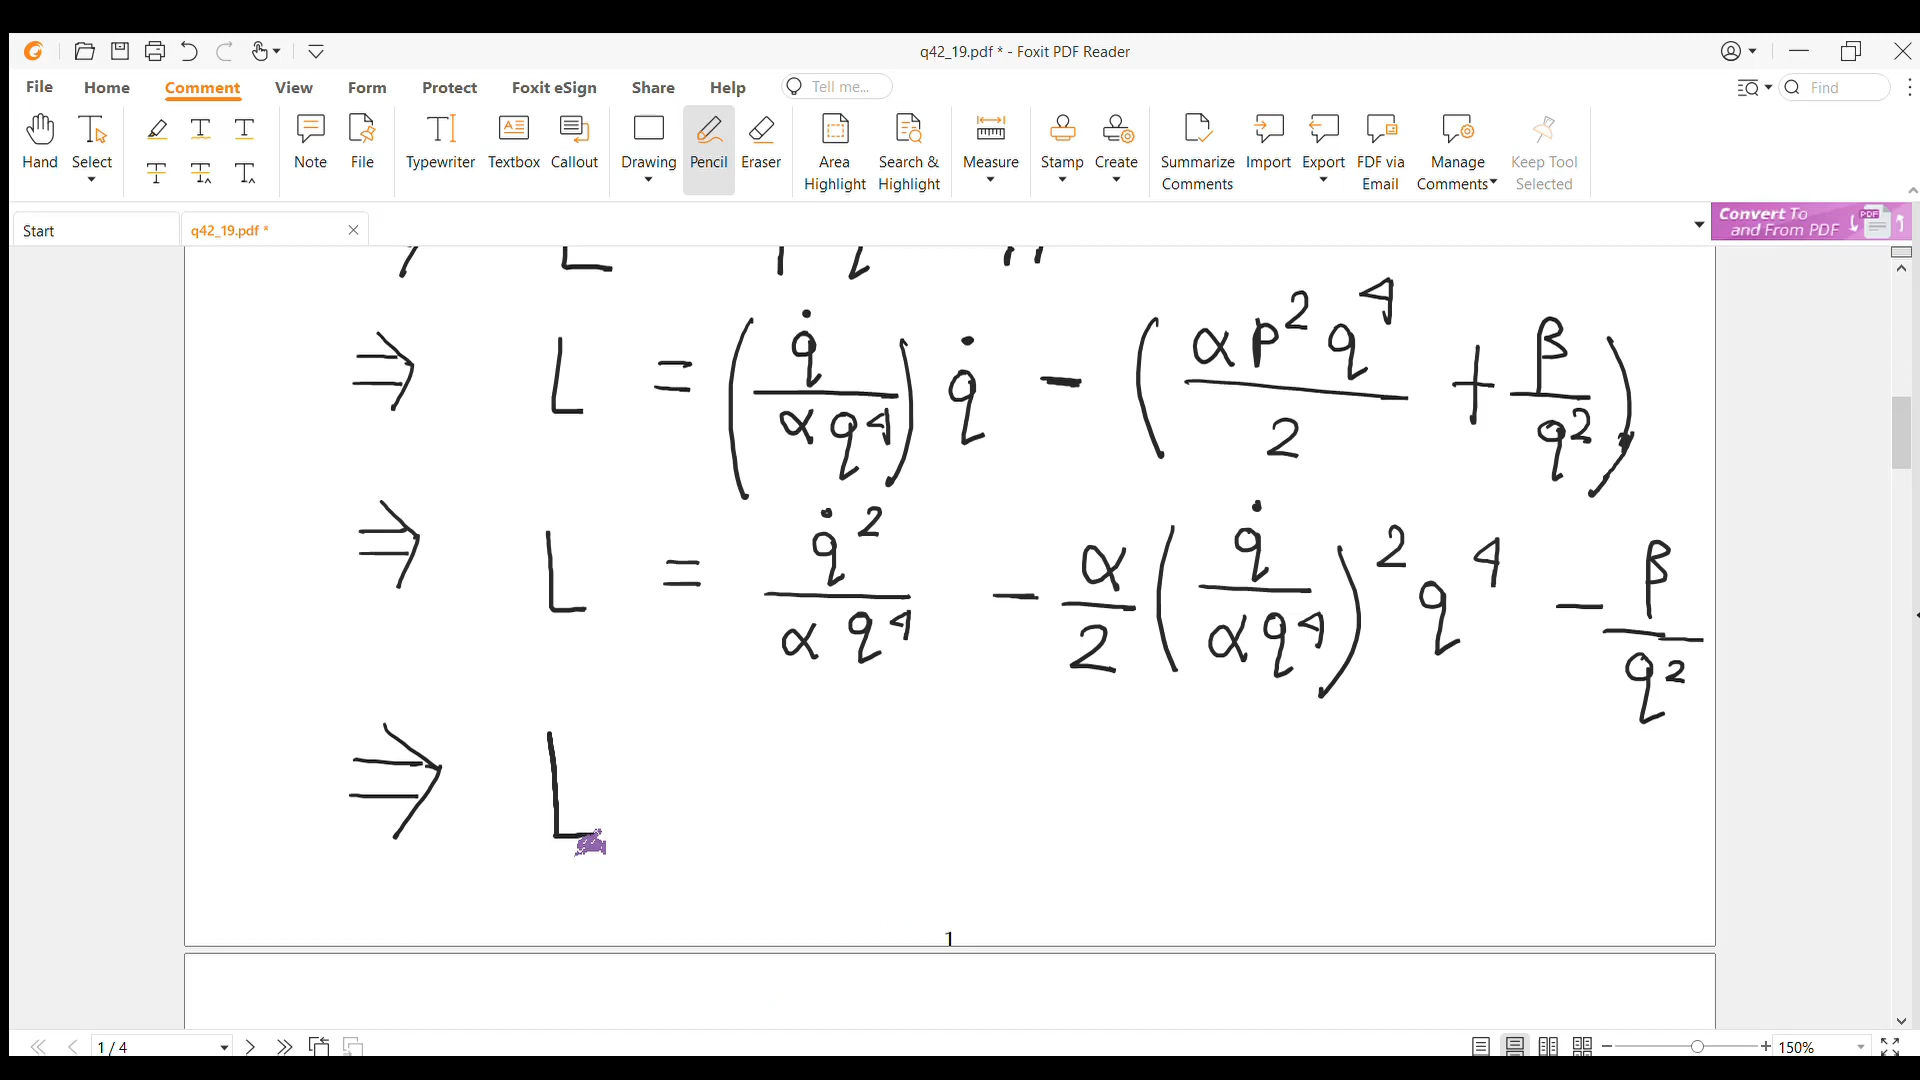 q42_19.pdf * - Foxit PDF Reader
File Home Comment View Form Protect Foxit eSign Share Help Tell me... Find
Hand Select Note File Typewriter Textbox Callout Drawing Pencil Eraser Area Highlight Search & Highlight Measure Stamp Create Summarize Comments Import Export FDF via Email Manage Comments Keep Tool Selected
Start q42_19.pdf * Convert To and From PDF
⇒ L = (q̇ / αq⁴) q̇ − (αp²q⁴ / 2 + β / q²)
⇒ L = q̇² / αq⁴ − α/2 (q̇ / αq⁴)² q⁴ − β / q²
⇒ L
1
1 / 4 150%